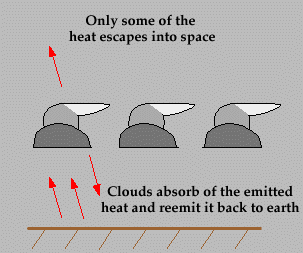 Only some of the
heat escapes into space
Clouds absorb of the emitted
heat and reemit it back to earth